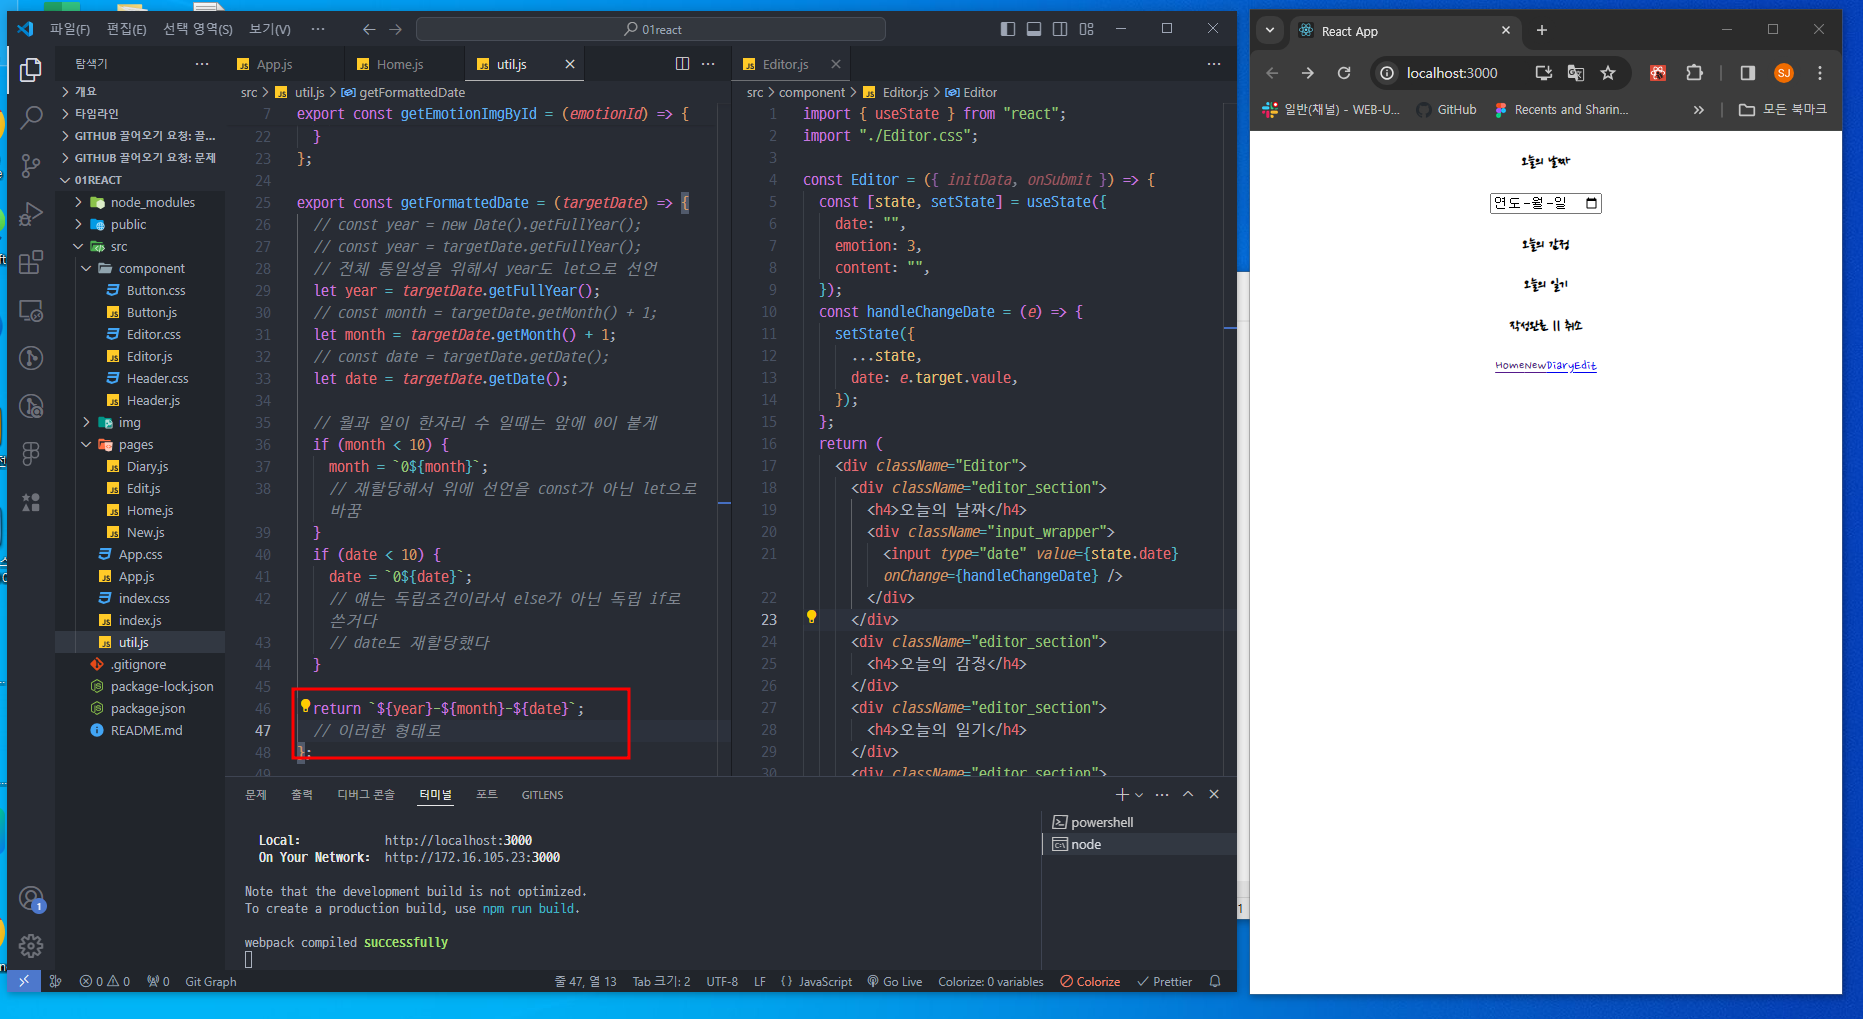 파일(F) 편집(E) 선택 영역(S) 보기(V) ··· 01react
탐색기
개요
타임라인
GITHUB 끌어오기 요청: 끌...
GITHUB 끌어오기 요청: 문제
01REACT
node_modules
public
src
component
Button.css
Button.js
Editor.css
Editor.js
Header.css
Header.js
img
pages
Diary.js
Edit.js
Home.js
New.js
App.css
App.js
index.css
index.js
util.js
.gitignore
package-lock.json
package.json
README.md
App.js Home.js util.js
src > util.js > getFormattedDate
7 export const getEmotionImgById = (emotionId) => {
22 }
23 };
24
25 export const getFormattedDate = (targetDate) => {
26 // const year = new Date().getFullYear();
27 // const year = targetDate.getFullYear();
28 // 전체 통일성을 위해서 year도 let으로 선언
29 let year = targetDate.getFullYear();
30 // const month = targetDate.getMonth() + 1;
31 let month = targetDate.getMonth() + 1;
32 // const date = targetDate.getDate();
33 let date = targetDate.getDate();
34
35 // 월과 일이 한자리 수 일때는 앞에 0이 붙게
36 if (month < 10) {
37 month = `0${month}`;
38 // 재할당해서 위에 선언을 const가 아닌 let으로
바꿈
39 }
40 if (date < 10) {
41 date = `0${date}`;
42 // 얘는 독립조건이라서 else가 아닌 독립 if로
쓴거다
43 // date도 재할당했다
44 }
45
46 return `${year}-${month}-${date}`;
47 // 이러한 형태로
48 };
49
Editor.js
src > component > Editor.js > Editor
1 import { useState } from "react";
2 import "./Editor.css";
3
4 const Editor = ({ initData, onSubmit }) => {
5 const [state, setState] = useState({
6 date: "",
7 emotion: 3,
8 content: "",
9 });
10 const handleChangeDate = (e) => {
11 setState({
12 ...state,
13 date: e.target.vaule,
14 });
15 };
16 return (
17 <div className="Editor">
18 <div className="editor_section">
19 <h4>오늘의 날짜</h4>
20 <div className="input_wrapper">
21 <input type="date" value={state.date}
onChange={handleChangeDate} />
22 </div>
23 </div>
24 <div className="editor_section">
25 <h4>오늘의 감정</h4>
26 </div>
27 <div className="editor_section">
28 <h4>오늘의 일기</h4>
29 </div>
30 <div className="editor_section">
문제 출력 디버그 콘솔 터미널 포트 GITLENS
Local: http://localhost:3000
On Your Network: http://172.16.105.23:3000
Note that the development build is not optimized.
To create a production build, use npm run build.
webpack compiled successfully
powershell
node
1
0 0 0 Git Graph 줄 47, 열 13 Tab 크기: 2 UTF-8 LF {} JavaScript Go Live Colorize: 0 variables Colorize Prettier
React App
localhost:3000 SJ
일반(채널) - WEB-U... GitHub Recents and Sharin... » 모든 북마크
오늘의 날짜
연도-월-일
오늘의 감정
오늘의 일기
작성완료 || 취소
HomeNewDiaryEdit